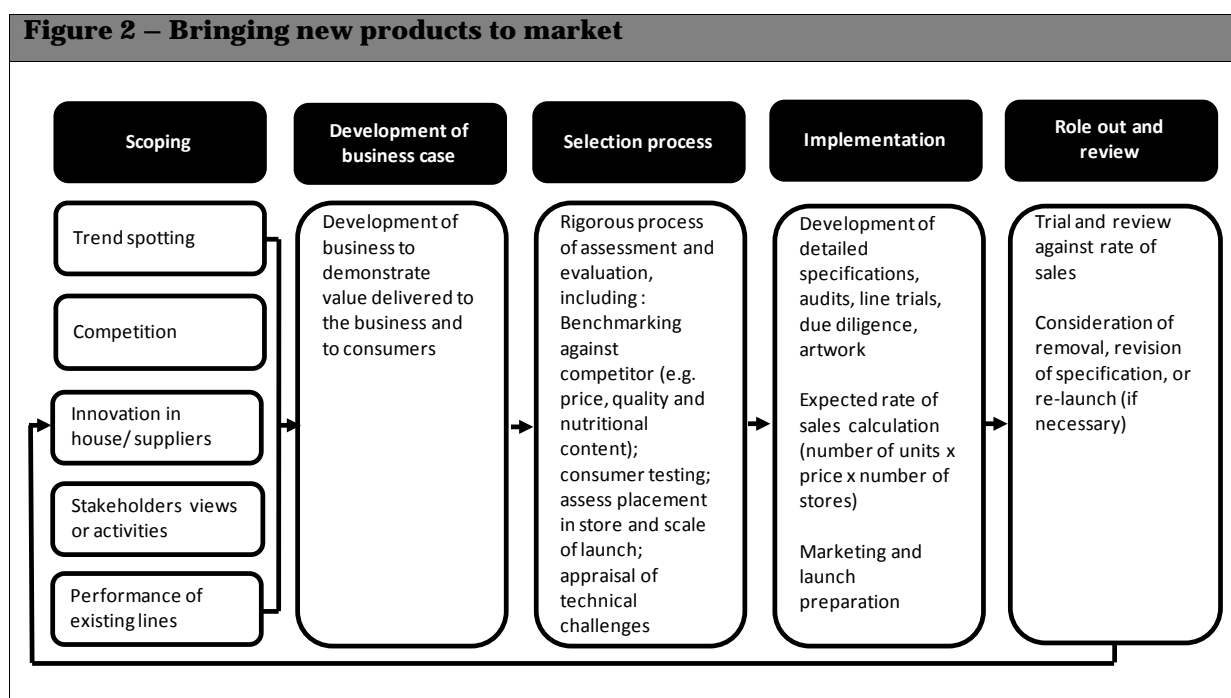 Figure 2 – Bringing new products to market
Scoping
Development of
business case
Selection process
Implementation
Role out and
review
Trend spotting
Competition
Innovation in
house/ suppliers
Stakeholders views
or activities
Performance of
existing lines
Development of
business to
demonstrate
value delivered to
the business and
to consumers
Rigorous process
of assessment and
evaluation,
including :
Benchmarking
against
competitor (e.g.
price, quality and
nutritional
content);
consumer testing;
assess placement
in store and scale
of launch;
appraisal of
technical
challenges
Development of
detailed
specifications,
audits, line trials,
due diligence,
artwork
Expected rate of
sales calculation
(number of units x
price x number of
stores)
Marketing and
launch
preparation
Trial and review
against rate of
sales
Consideration of
removal, revision
of specification, or
re-launch (if
necessary)